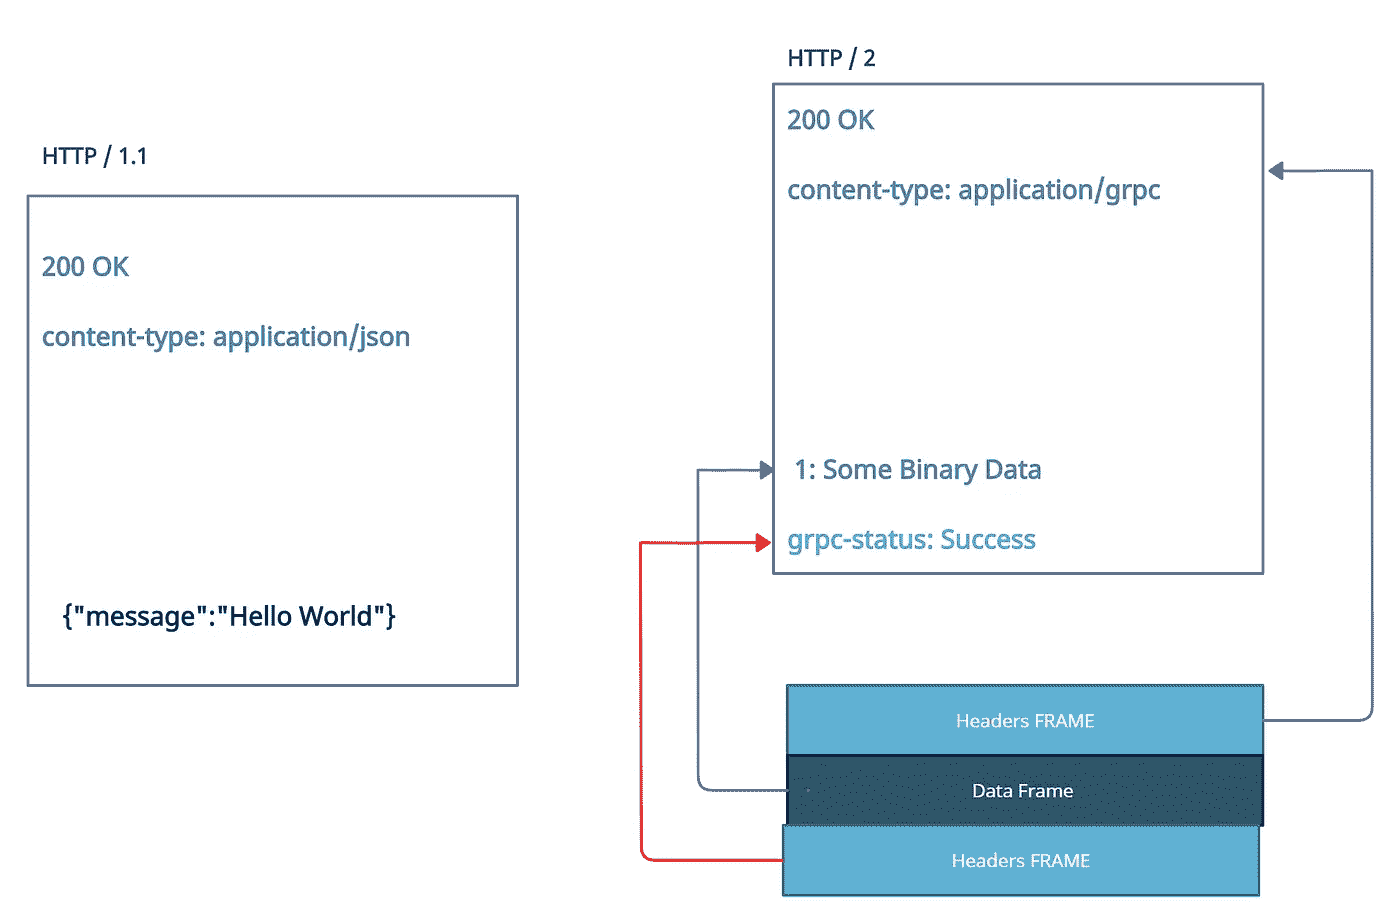 HTTP / 1.1
200 OK
content-type: application/json
{"message":"Hello World"}
HTTP / 2
200 OK
content-type: application/grpc
1: Some Binary Data
grpc-status: Success
Headers FRAME
Data Frame
Headers FRAME